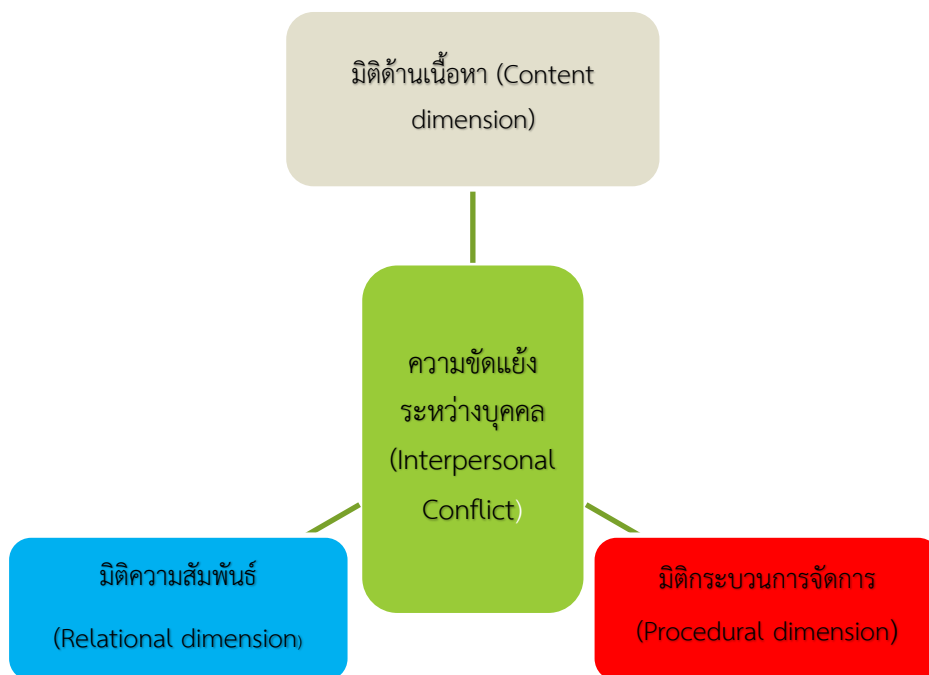 มิติด้านเนื้อหา (Content
dimension)
ความขัดแย้ง
ระหว่างบุคคล
(Interpersonal
Conflict)
มิติความสัมพันธ์
(Relational dimension)
มิติกระบวนการจัดการ
(Procedural dimension)